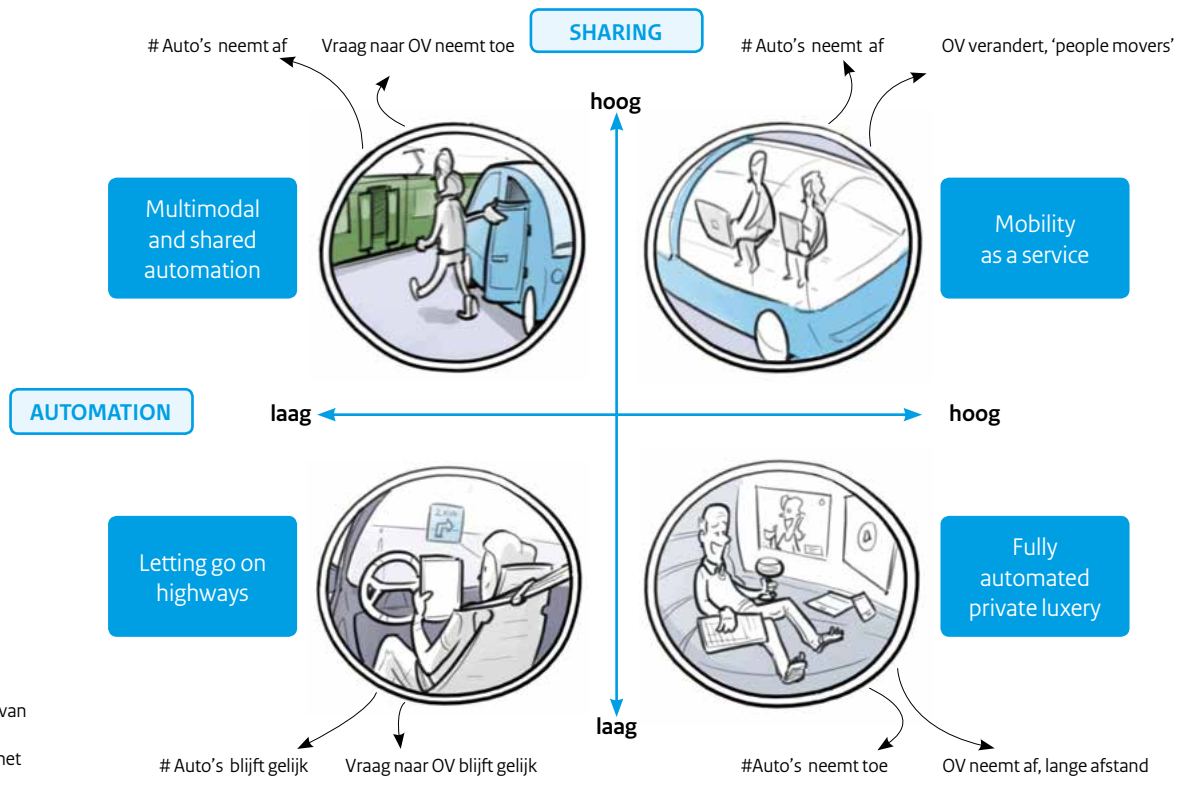 SHARING
# Auto's neemt af
Vraag naar OV neemt toe
# Auto's neemt af
OV verandert, 'people movers'
hoog
Multimodal
and shared
automation
Mobility
as a service
AUTOMATION
laag
hoog
Letting go on
highways
Fully
automated
private luxery
van
net
laag
# Auto's blijft gelijk
Vraag naar OV blijft gelijk
#Auto's neemt toe
OV neemt af, lange afstand